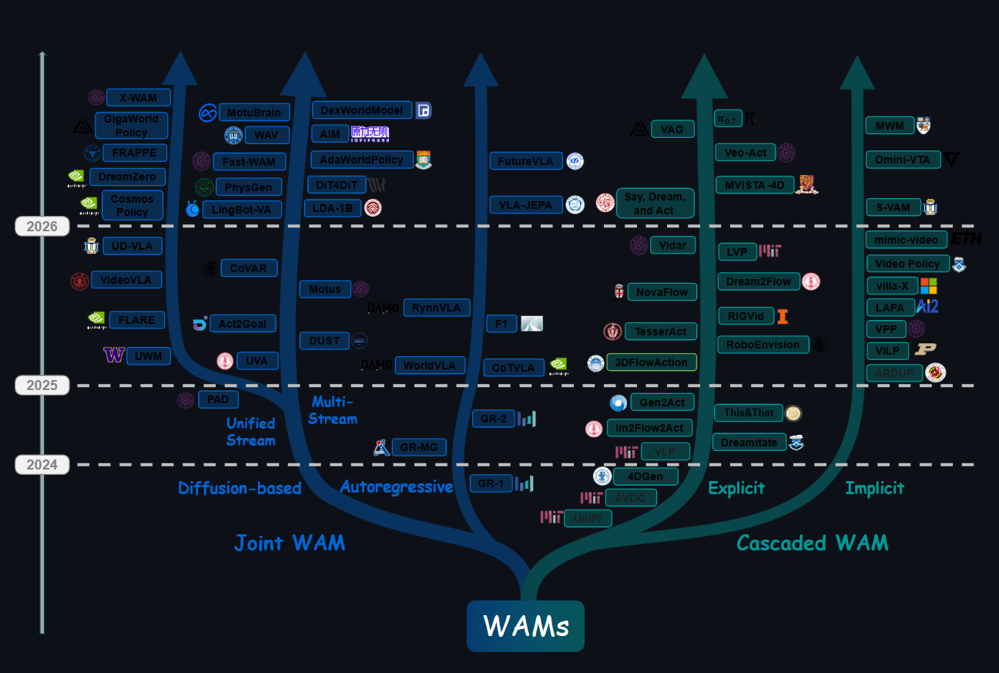 X-WAM
GigaWorld
Policy
FRAPPE
DreamZero
Cosmos
Policy
MotuBrain
WAV
Fast-WAM
PhysGen
LingBot-VA
DexWorldModel
AIM
原力无限
AdaWorldPolicy
DiT4DiT
LDA-1B
FutureVLA
VLA-JEPA
VAG
Say, Dream,
and Act
π0.7
π
Veo-Act
MVISTA-4D
MWM
Omini-VTA
S-VAM
2026
UD-VLA
VideoVLA
FLARE
W
UWM
CoVAR
Act2Goal
UVA
Motus
DUST
DAMO
RynnVLA
DAMO
WorldVLA
F1
CoTVLA
Vidar
NovaFlow
TesserAct
3DFlowAction
LVP
MIT
Dream2Flow
RIGVid
I
RoboEnvision
mimic-video
ETH
Video Policy
villa-X
LAPA
AI2
VPP
VILP
P
ARDUP
2025
PAD
Unified
Stream
Multi-
Stream
GR-MG
GR-2
Gen2Act
Im2Flow2Act
MIT
VLP
This&That
Dreamitate
2024
Diffusion-based
Autoregressive
GR-1
4DGen
MIT
AVDC
MIT
UniPi
Explicit
Implicit
Joint WAM
Cascaded WAM
WAMs